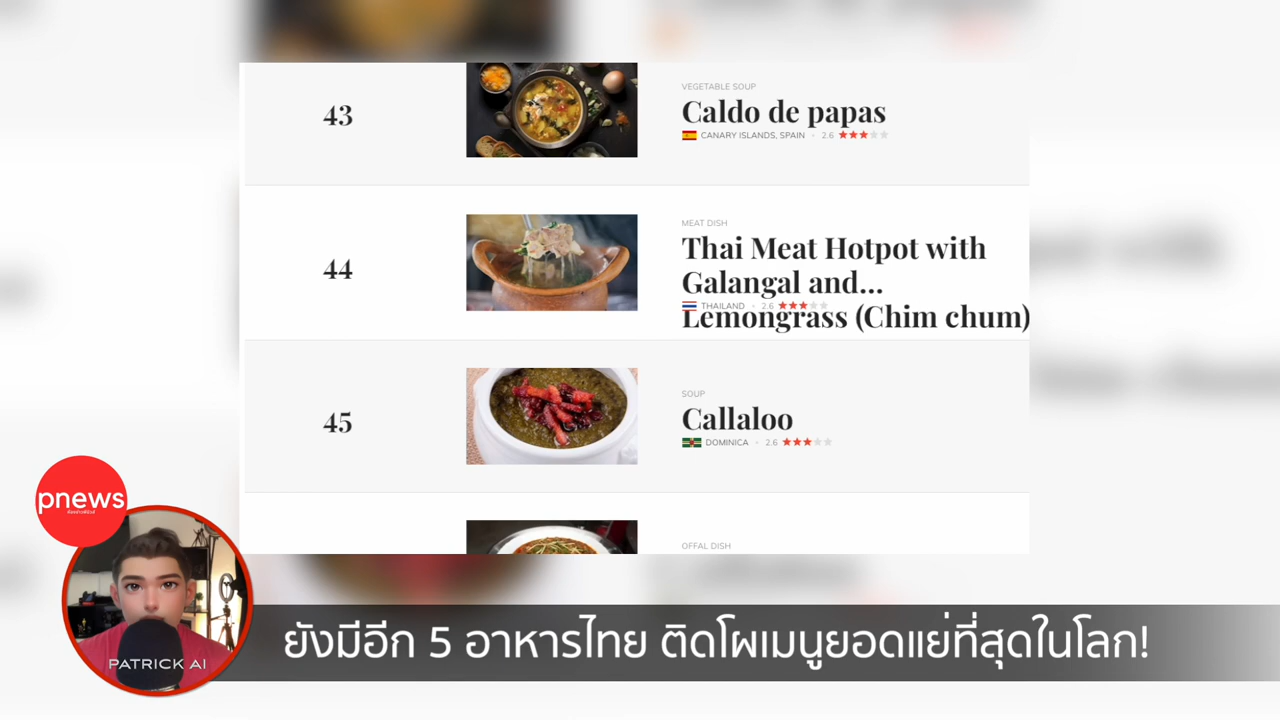 43
VEGETABLE SOUP
Caldo de papas
CANARY ISLANDS, SPAIN • 2.6
44
MEAT DISH
Thai Meat Hotpot with
Galangal and...
THAILAND • 2.6
Lemongrass (Chim chum)
45
SOUP
Callaloo
DOMINICA • 2.6
OFFAL DISH
pnews
PATRICK AI
ยังมีอีก 5 อาหารไทย ติดโผเมนูยอดแย่ที่สุดในโลก!